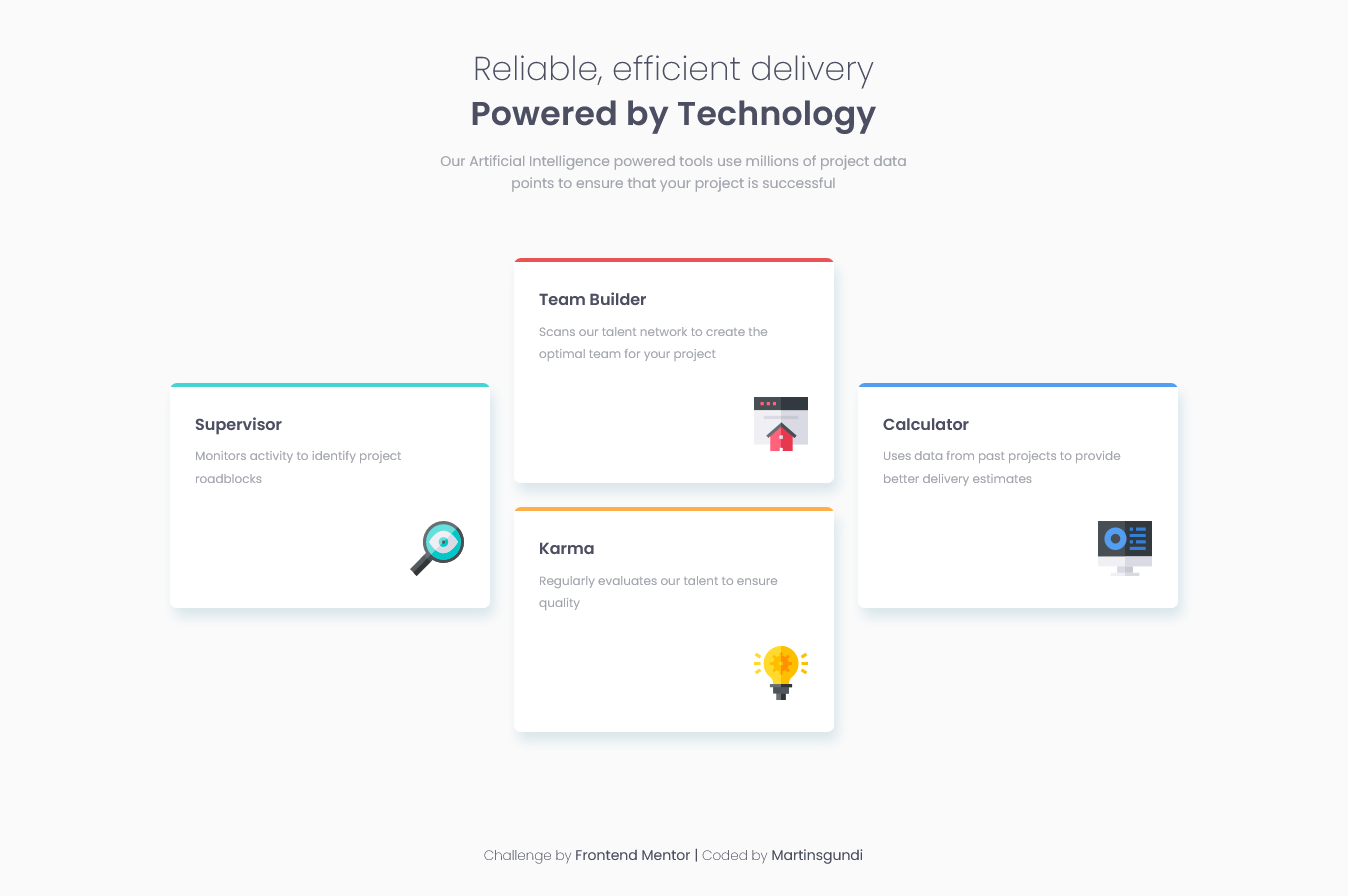 Reliable, efficient delivery
Powered by Technology
Our Artificial Intelligence powered tools use millions of project data
points to ensure that your project is successful
Supervisor
Monitors activity to identify project
roadblocks
Team Builder
Scans our talent network to create the
optimal team for your project
Karma
Regularly evaluates our talent to ensure
quality
Calculator
Uses data from past projects to provide
better delivery estimates
Challenge by Frontend Mentor | Coded by Martinsgundi